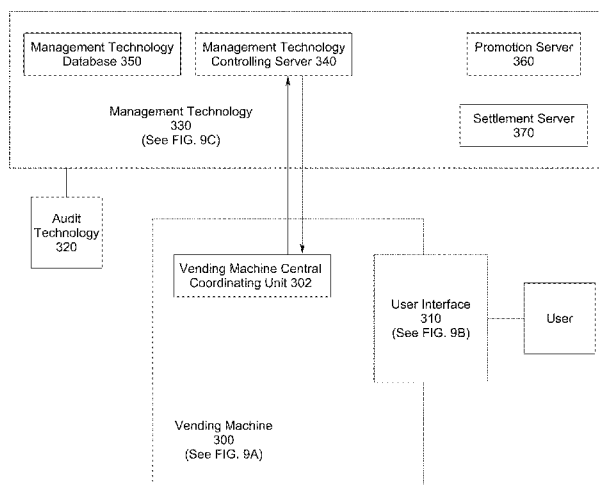 Management Technology
Database 350
Management Technology
Controlling Server 340
Promotion Server
360
Settlement Server
370
Management Technology
330
(See FIG. 9C)
Audit
Technology
320
Vending Machine Central
Coordinating Unit 302
User Interface
310
(See FIG. 9B)
User
Vending Machine
300
(See FIG. 9A)